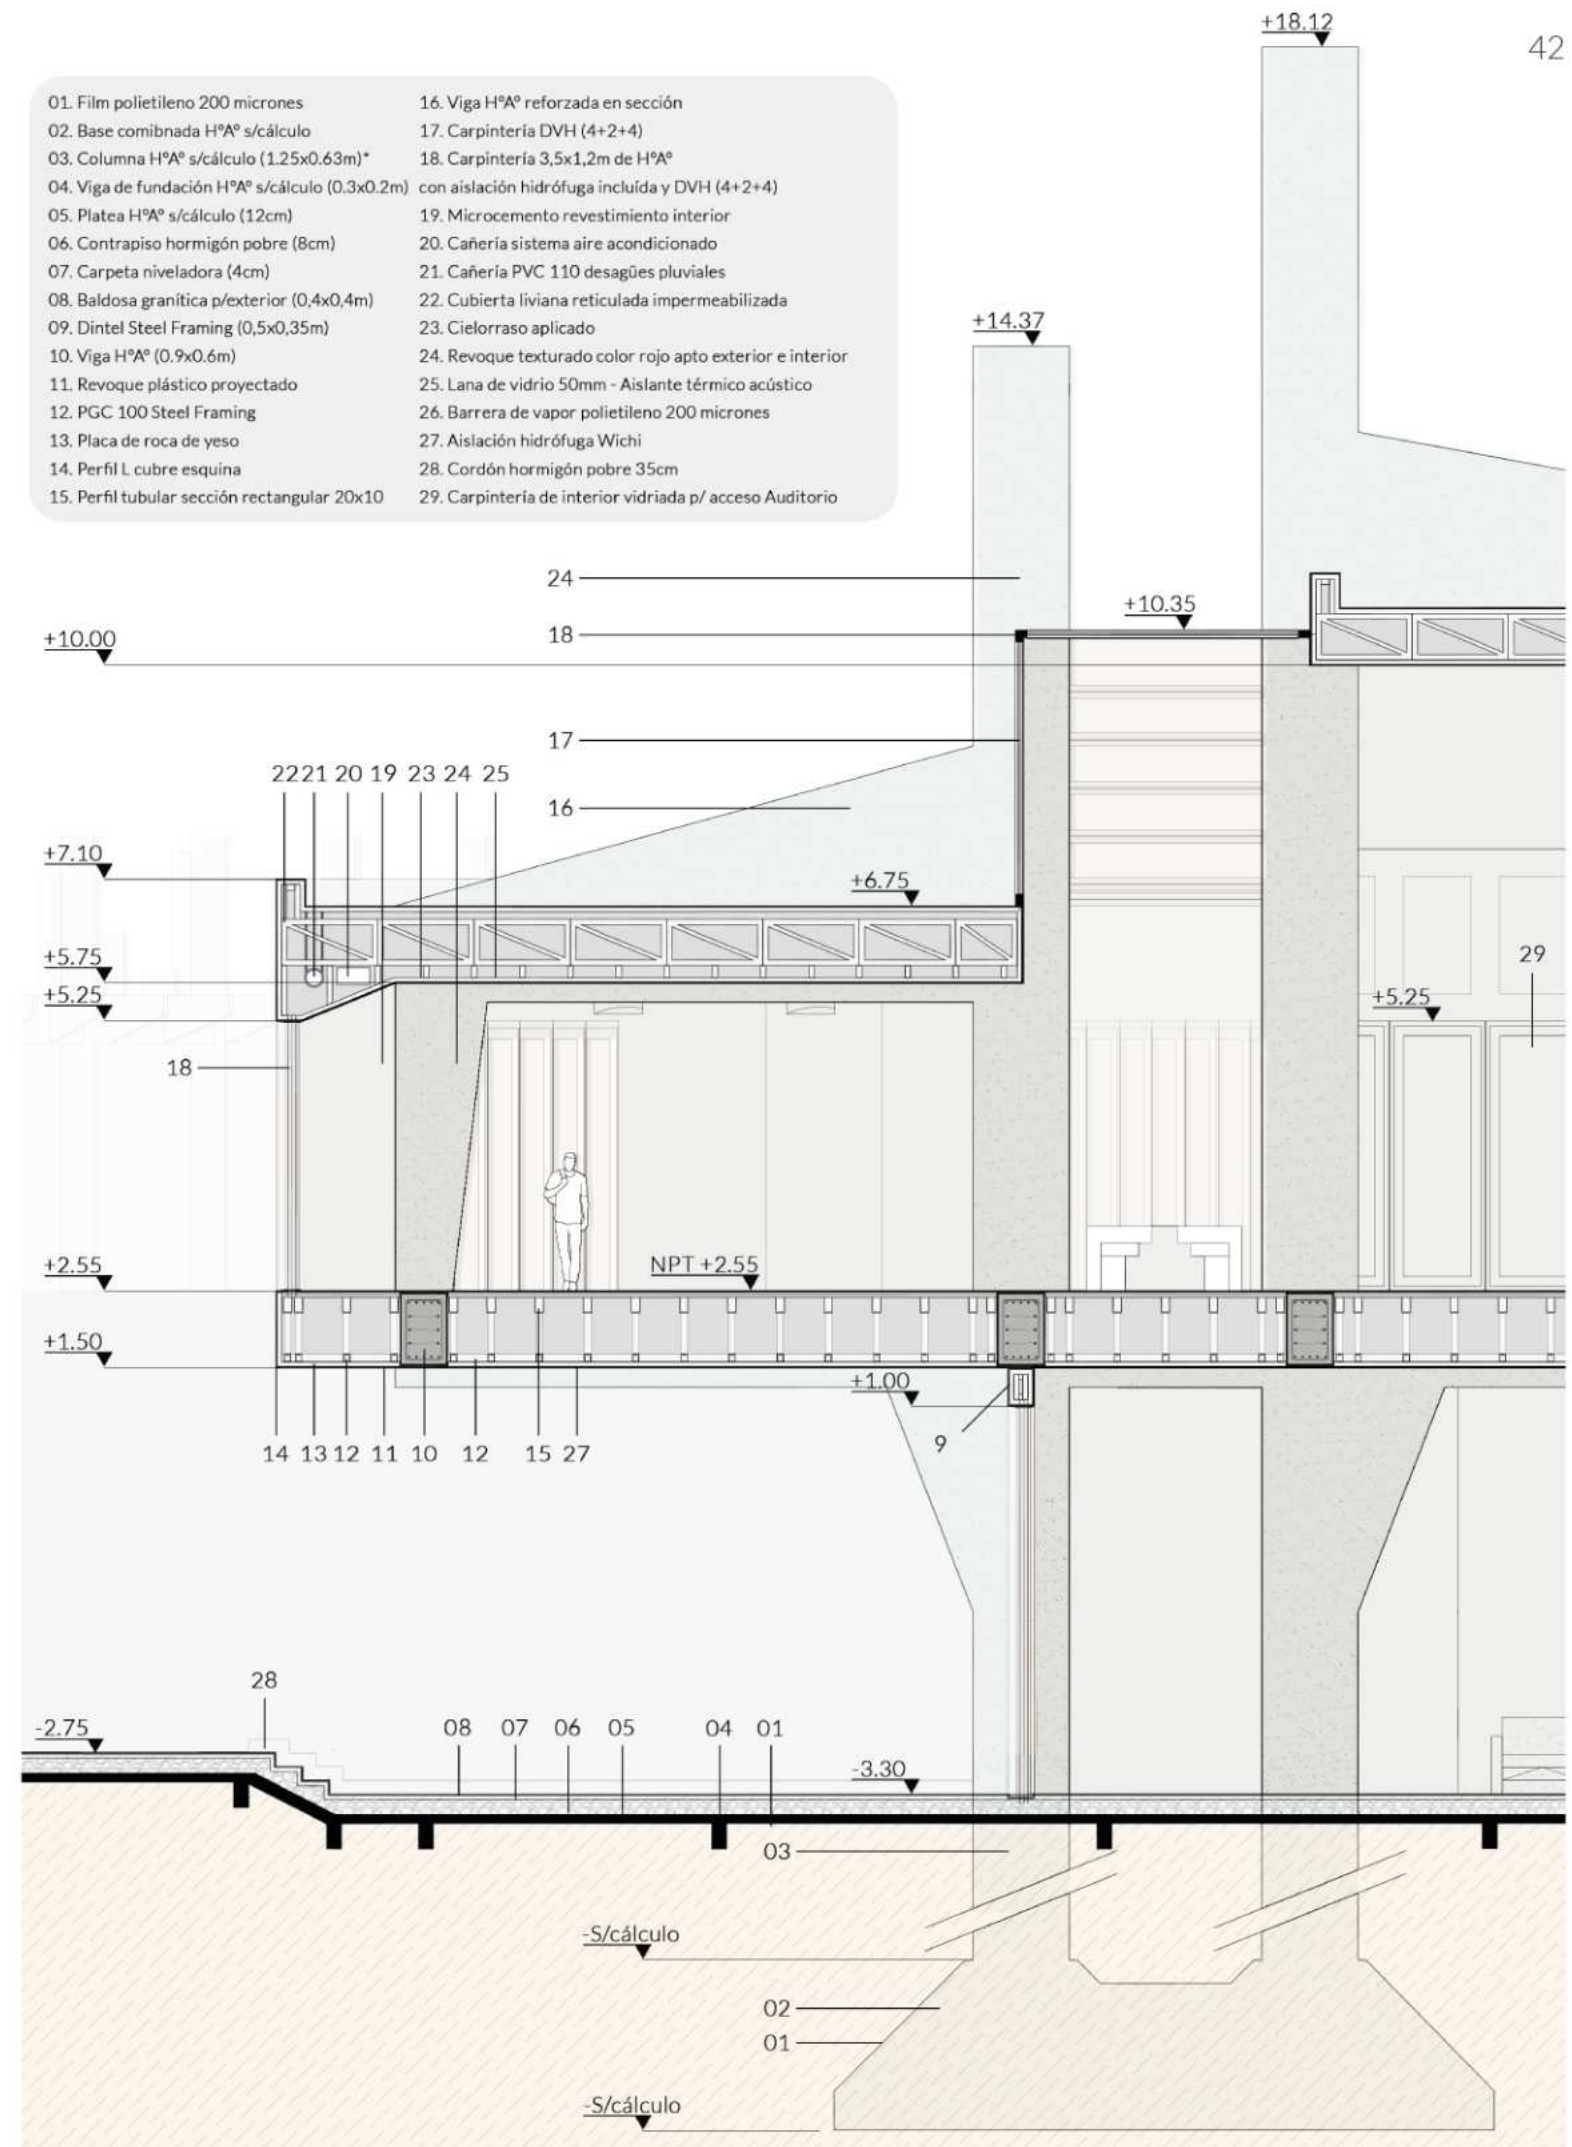 +18.12
42
01. Film polietileno 200 micrones
02. Base comibnada HºAº s/cálculo
03. Columna HºAº s/cálculo (1.25x0.63m)*
04. Viga de fundación HºAº s/cálculo (0.3x0.2m)
05. Platea HºAº s/cálculo (12cm)
06. Contrapiso hormigón pobre (8cm)
07. Carpeta niveladora (4cm)
08. Baldosa granítica p/exterior (0,4x0,4m)
09. Dintel Steel Framing (0,5x0,35m)
10. Viga HºAº (0.9x0.6m)
11. Revoque plástico proyectado
12. PGC 100 Steel Framing
13. Placa de roca de yeso
14. Perfil L cubre esquina
15. Perfil tubular sección rectangular 20x10
16. Viga HºAº reforzada en sección
17. Carpintería DVH (4+2+4)
18. Carpintería 3,5x1,2m de HºAº
con aislación hidrófuga incluída y DVH (4+2+4)
19. Microcemento revestimiento interior
20. Cañería sistema aire acondicionado
21. Cañería PVC 110 desagües pluviales
22. Cubierta liviana reticulada impermeabilizada
23. Cielorraso aplicado
24. Revoque texturado color rojo apto exterior e interior
25. Lana de vidrio 50mm - Aislante térmico acústico
26. Barrera de vapor polietileno 200 micrones
27. Aislación hidrófuga Wichi
28. Cordón hormigón pobre 35cm
29. Carpintería de interior vidriada p/ acceso Auditorio
+14.37
24
+10.35
18
+10.00
17
22 21 20 19 23 24 25
16
+7.10
+6.75
+5.75
29
+5.25
+5.25
18
+2.55
NPT +2.55
+1.50
+1.00
9
14 13 12 11 10 12 15 27
28
-2.75
08 07 06 05 04 01
-3.30
03
-S/cálculo
02
01
-S/cálculo